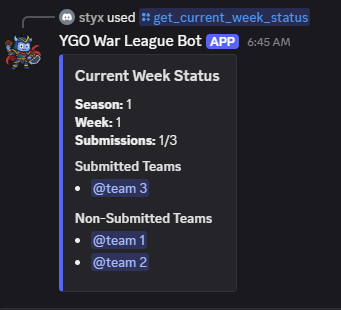 styx used get_current_week_status
YGO War League Bot APP 6:45 AM
Current Week Status
Season: 1
Week: 1
Submissions: 1/3
Submitted Teams
• @team 3
Non-Submitted Teams
• @team 1
• @team 2